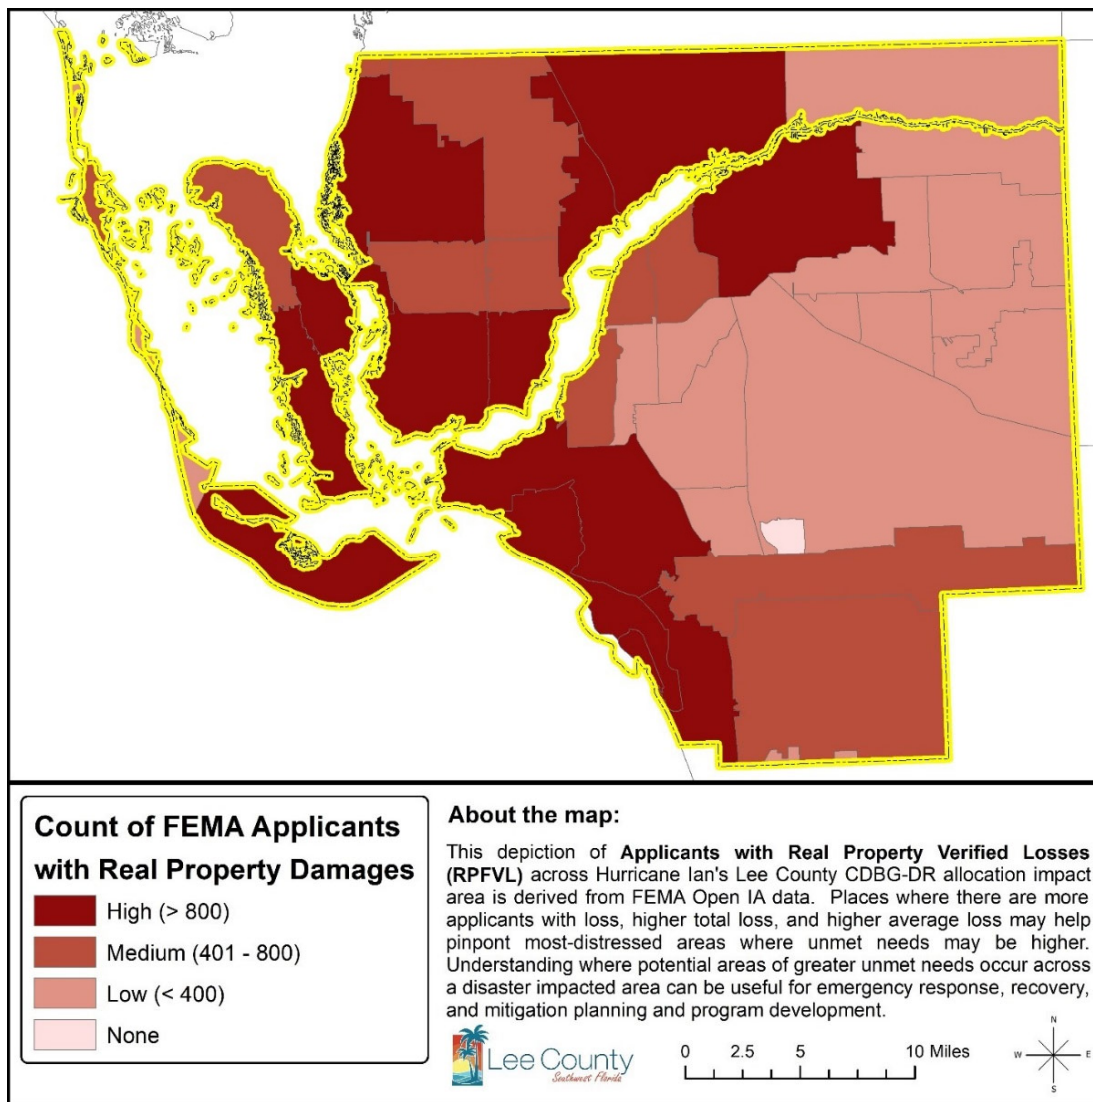 Count of FEMA Applicants
with Real Property Damages
High (> 800)
Medium (401 - 800)
Low (< 400)
None
About the map:
This depiction of Applicants with Real Property Verified Losses
(RPFVL) across Hurricane Ian's Lee County CDBG-DR allocation impact
area is derived from FEMA Open IA data. Places where there are more
applicants with loss, higher total loss, and higher average loss may help
pinpont most-distressed areas where unmet needs may be higher.
Understanding where potential areas of greater unmet needs occur across
a disaster impacted area can be useful for emergency response, recovery,
and mitigation planning and program development.
Lee County
Southwest Florida
0 2.5 5 10 Miles
N
W E
S